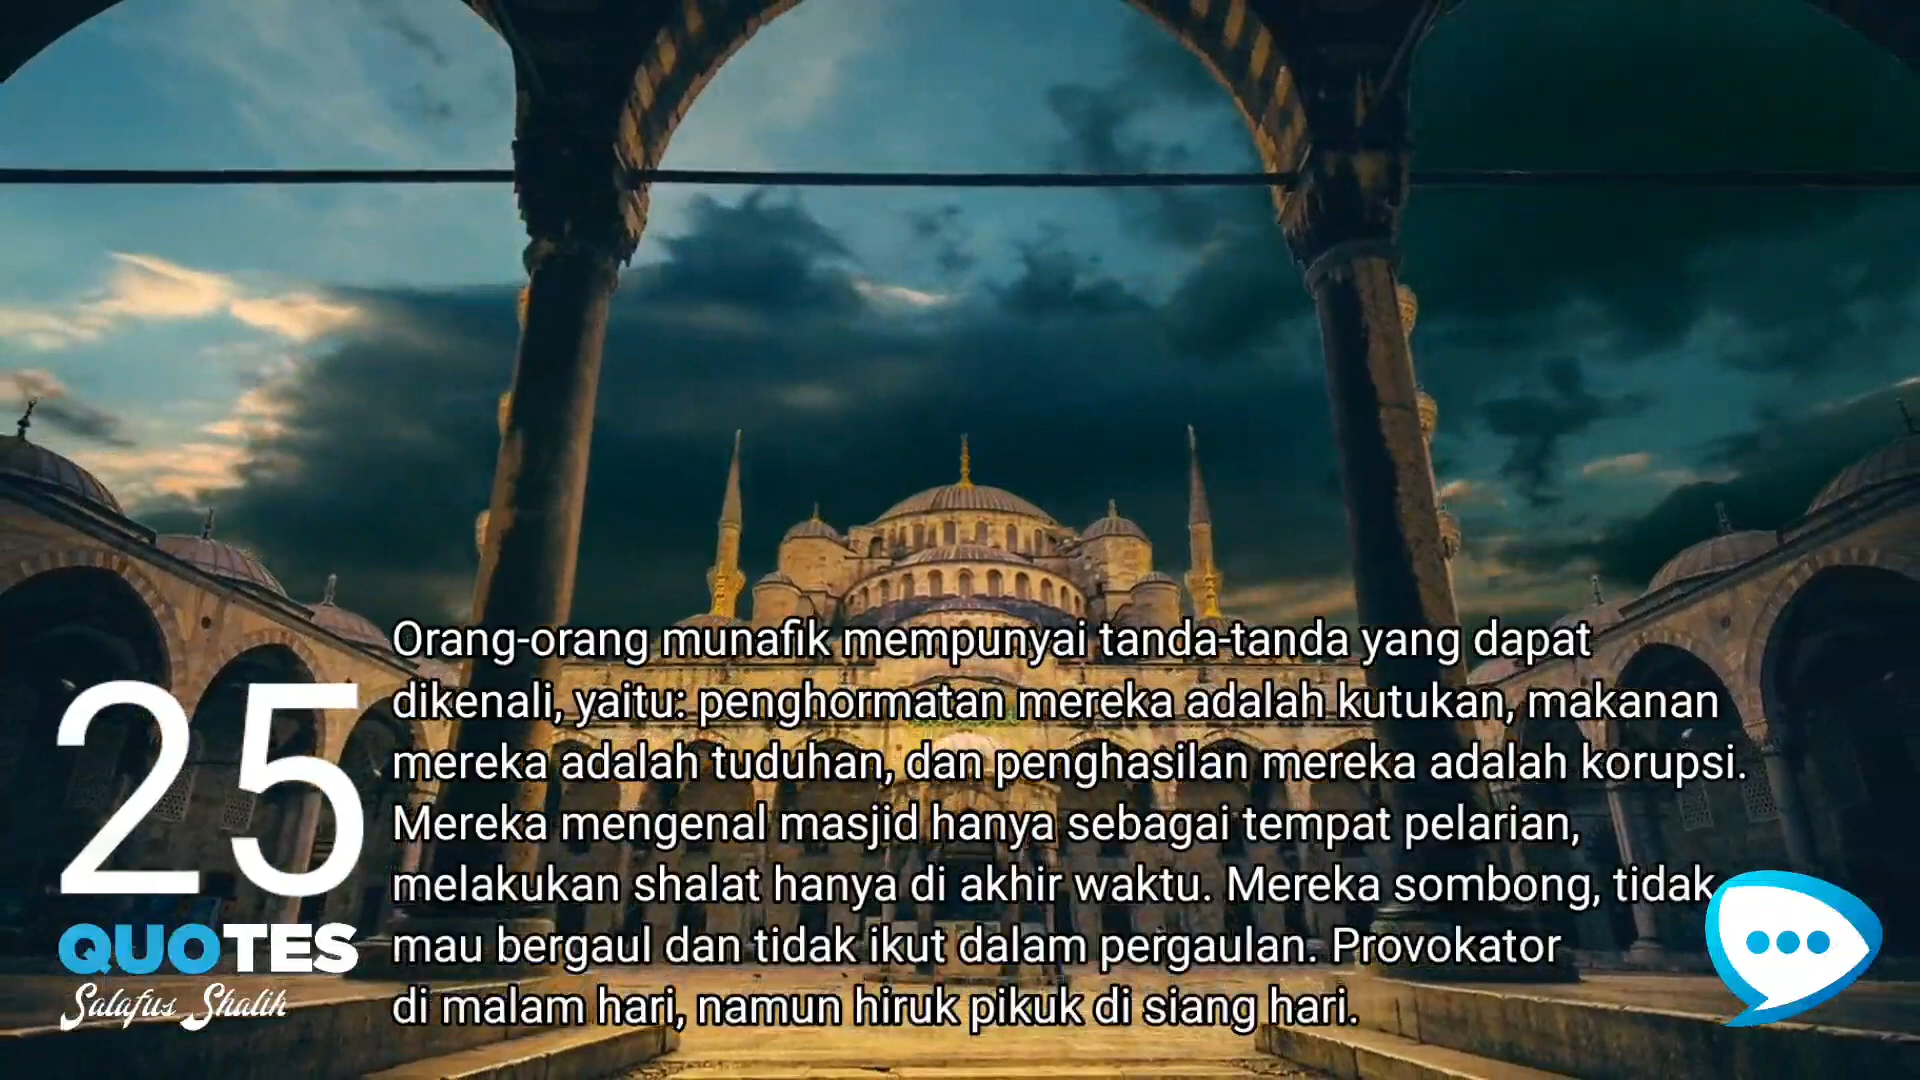 Orang-orang munafik mempunyai tanda-tanda yang dapat
dikenali, yaitu: penghormatan mereka adalah kutukan, makanan
mereka adalah tuduhan, dan penghasilan mereka adalah korupsi.
Mereka mengenal masjid hanya sebagai tempat pelarian,
melakukan shalat hanya di akhir waktu. Mereka sombong, tidak
mau bergaul dan tidak ikut dalam pergaulan. Provokator
di malam hari, namun hiruk pikuk di siang hari.
25
QUOTES
Salafus Shalih